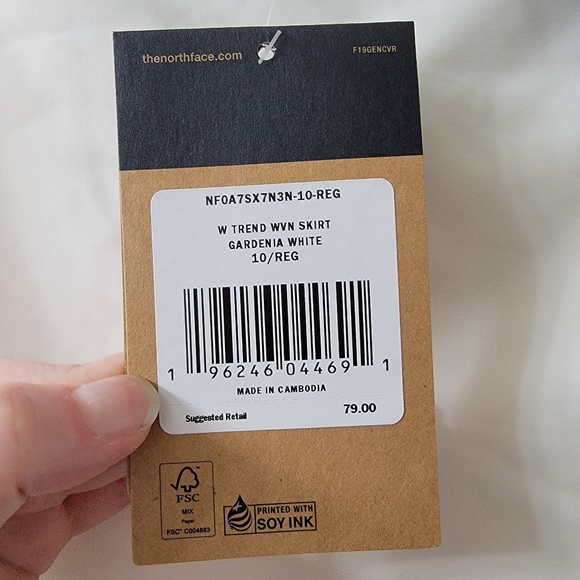 thenorthface.com
F19GENCVR
NF0A7SX7N3N-10-REG
W TREND WVN SKIRT
GARDENIA WHITE
10/REG
1 96246 04469 1
MADE IN CAMBODIA
Suggested Retail 79.00
FSC
MIX
Paper
FSC® C004883
PRINTED WITH
SOY INK